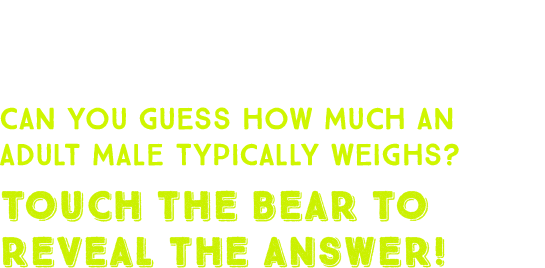 CAN YOU GUESS HOW MUCH AN
ADULT MALE TYPICALLY WEIGHS?
TOUCH THE BEAR TO
REVEAL THE ANSWER!